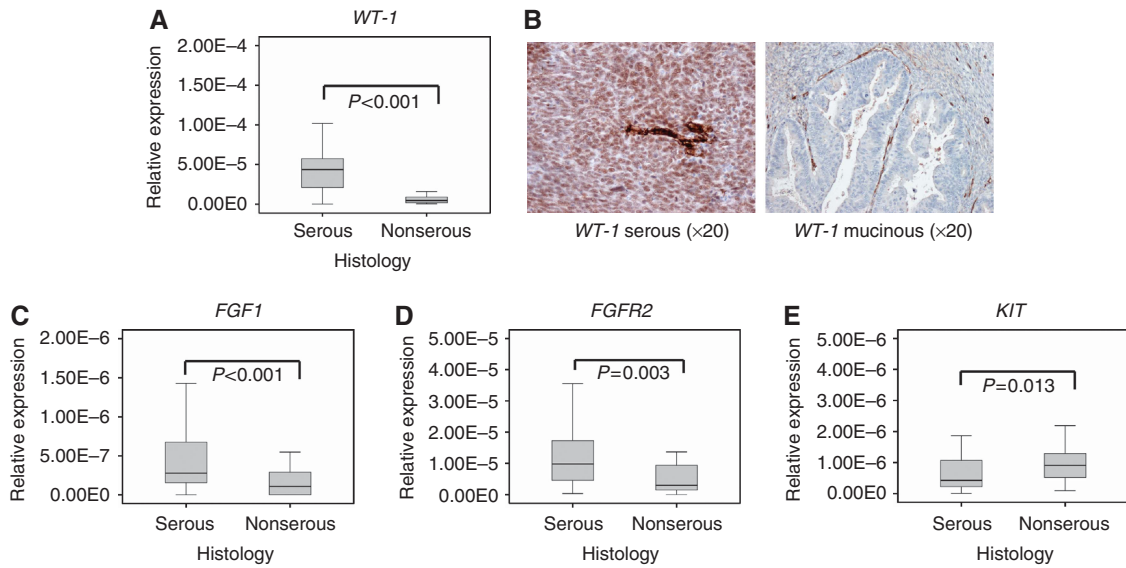 A
WT-1
Relative expression
2.00E–4
1.50E–4
1.00E–4
5.00E–5
0.00E0
P<0.001
Serous Nonserous
Histology
B
WT-1 serous (×20) WT-1 mucinous (×20)
C
FGF1
Relative expression
2.00E–6
1.50E–6
1.00E–6
5.00E–7
0.00E0
P<0.001
Serous Nonserous
Histology
D
FGFR2
Relative expression
5.00E–5
4.00E–5
3.00E–5
2.00E–5
1.00E–5
0.00E0
P=0.003
Serous Nonserous
Histology
E
KIT
Relative expression
6.00E–6
5.00E–6
4.00E–6
3.00E–6
2.00E–6
1.00E–6
0.00E0
P=0.013
Serous Nonserous
Histology